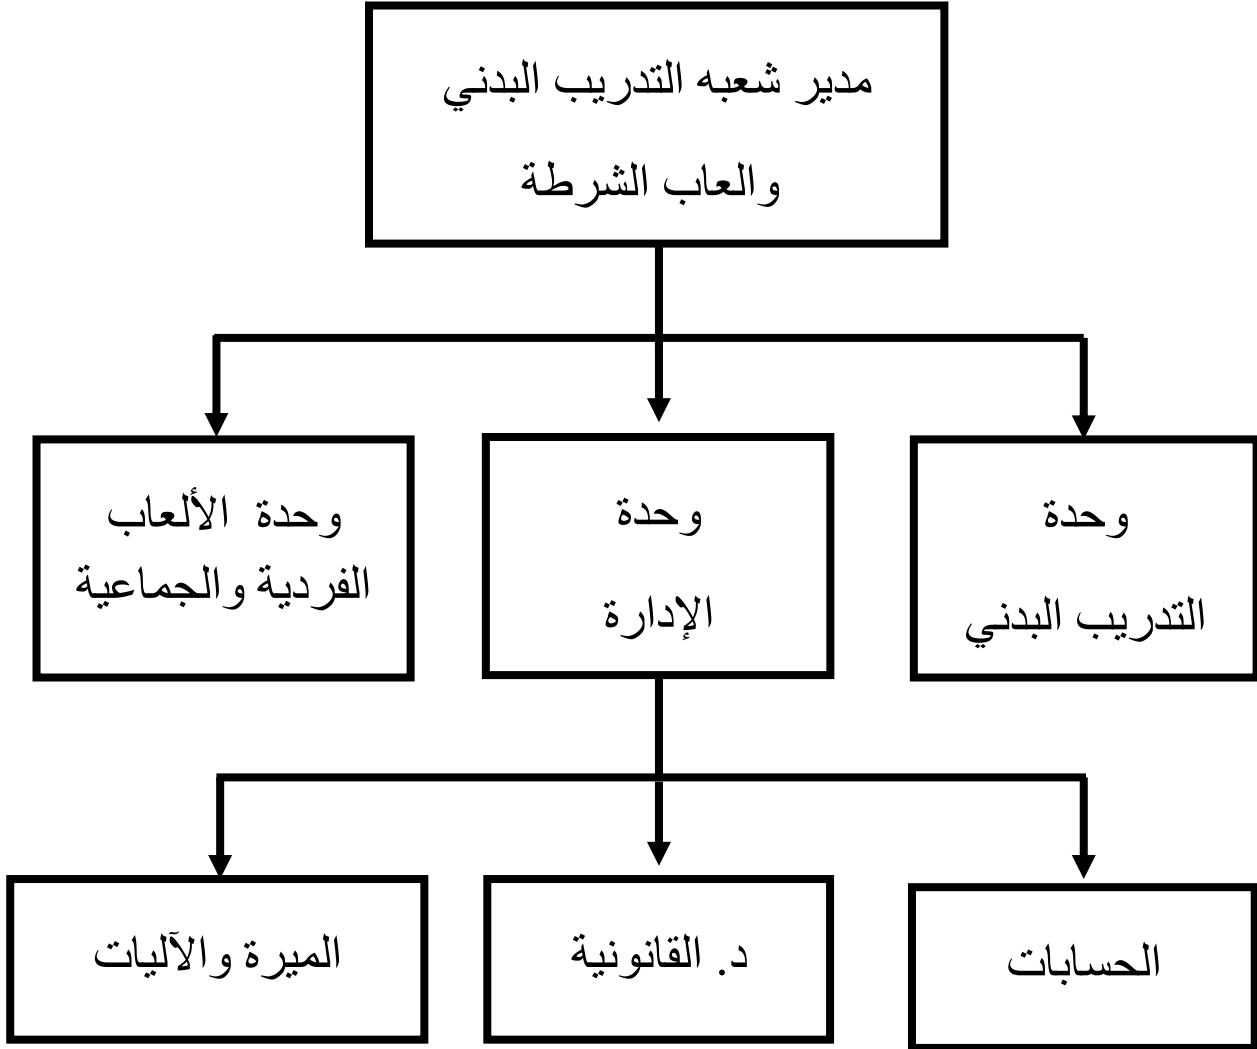 مدير شعبه التدريب البدني
والعاب الشرطة
وحدة
التدريب البدني
وحدة
الإدارة
وحدة الألعاب
الفردية والجماعية
الحسابات
د. القانونية
الميرة والآليات